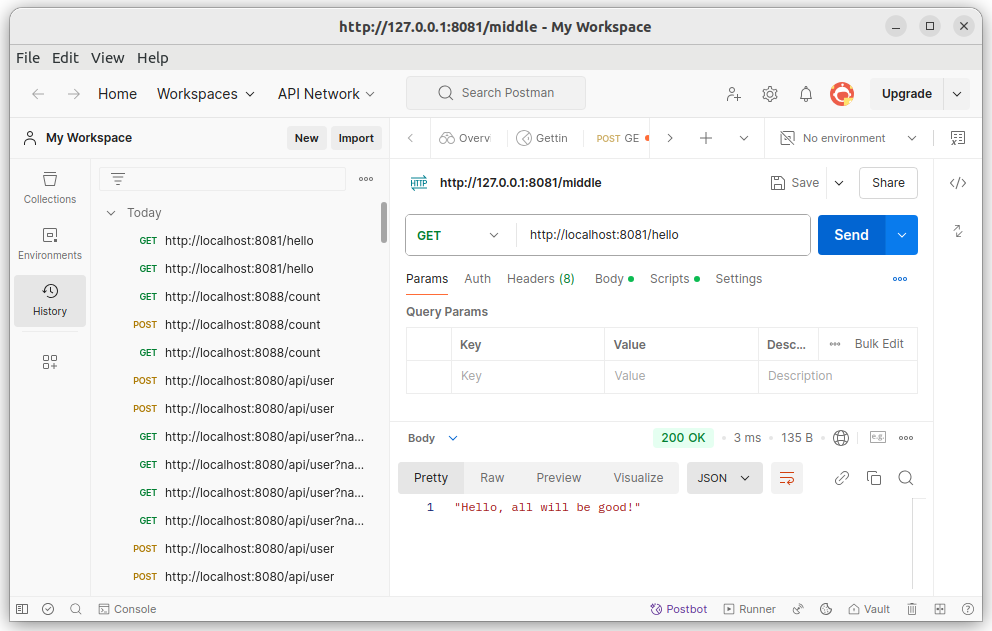 http://127.0.0.1:8081/middle - My Workspace
File Edit View Help
Home Workspaces API Network Search Postman Upgrade
My Workspace New Import Overv Gettin POST GE No environment
HTTP http://127.0.0.1:8081/middle Save Share
Collections
Environments
History
Today
GET http://localhost:8081/hello
GET http://localhost:8081/hello
GET http://localhost:8088/count
POST http://localhost:8088/count
GET http://localhost:8088/count
POST http://localhost:8080/api/user
POST http://localhost:8080/api/user
GET http://localhost:8080/api/user?na...
GET http://localhost:8080/api/user?na...
GET http://localhost:8080/api/user?na...
GET http://localhost:8080/api/user?na...
POST http://localhost:8080/api/user
POST http://localhost:8080/api/user
GET http://localhost:8081/hello Send
Params Auth Headers (8) Body Scripts Settings
Query Params
Key Value Desc... Bulk Edit
Key Value Description
Body 200 OK 3 ms 135 B e.g.
Pretty Raw Preview Visualize JSON
1 "Hello, all will be good!"
Console Postbot Runner Vault